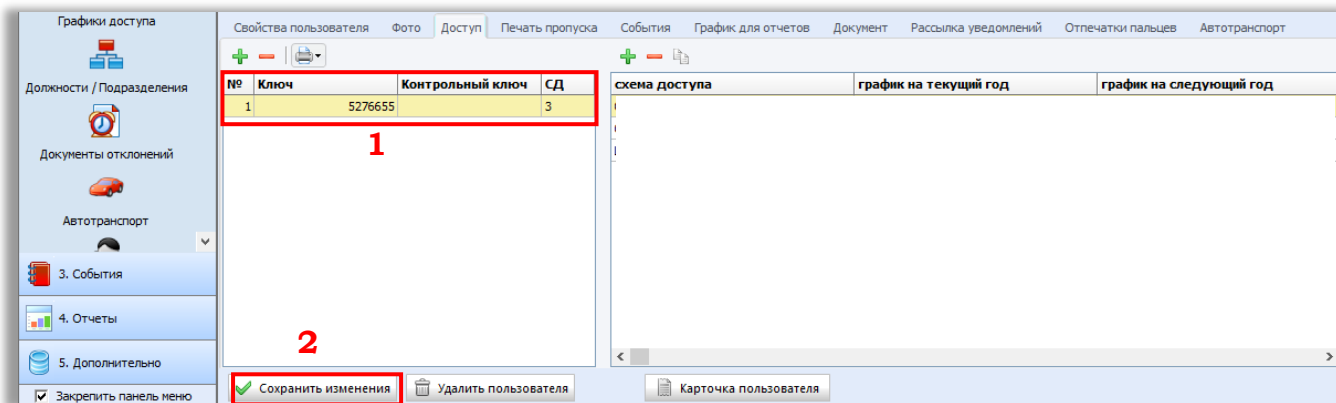 Графики доступа
Должности / Подразделения
Документы отклонений
Автотранспорт
3. События
4. Отчеты
5. Дополнительно
Закрепить панель меню
Свойства пользователя Фото Доступ Печать пропуска События График для отчетов Документ Рассылка уведомлений Отпечатки пальцев Автотранспорт
№ Ключ Контрольный ключ СД
1 5276655 3
1
схема доступа график на текущий год график на следующий год
2
Сохранить изменения Удалить пользователя Карточка пользователя